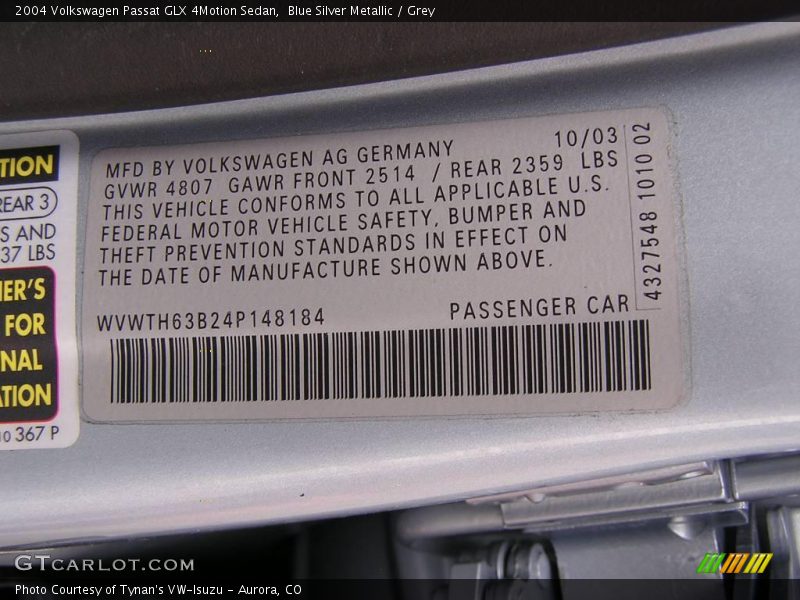 2004 Volkswagen Passat GLX 4Motion Sedan, Blue Silver Metallic / Grey
TION
REAR 3
S AND
37 LBS
ER'S
FOR
NAL
ATION
367 P
MFD BY VOLKSWAGEN AG GERMANY 10/03
GVWR 4807 GAWR FRONT 2514 / REAR 2359 LBS
THIS VEHICLE CONFORMS TO ALL APPLICABLE U.S.
FEDERAL MOTOR VEHICLE SAFETY, BUMPER AND
THEFT PREVENTION STANDARDS IN EFFECT ON
THE DATE OF MANUFACTURE SHOWN ABOVE.
WVWTH63B24P148184 PASSENGER CAR
4327548 1010 02
GTCARLOT.COM
Photo Courtesy of Tynan's VW-Isuzu - Aurora, CO